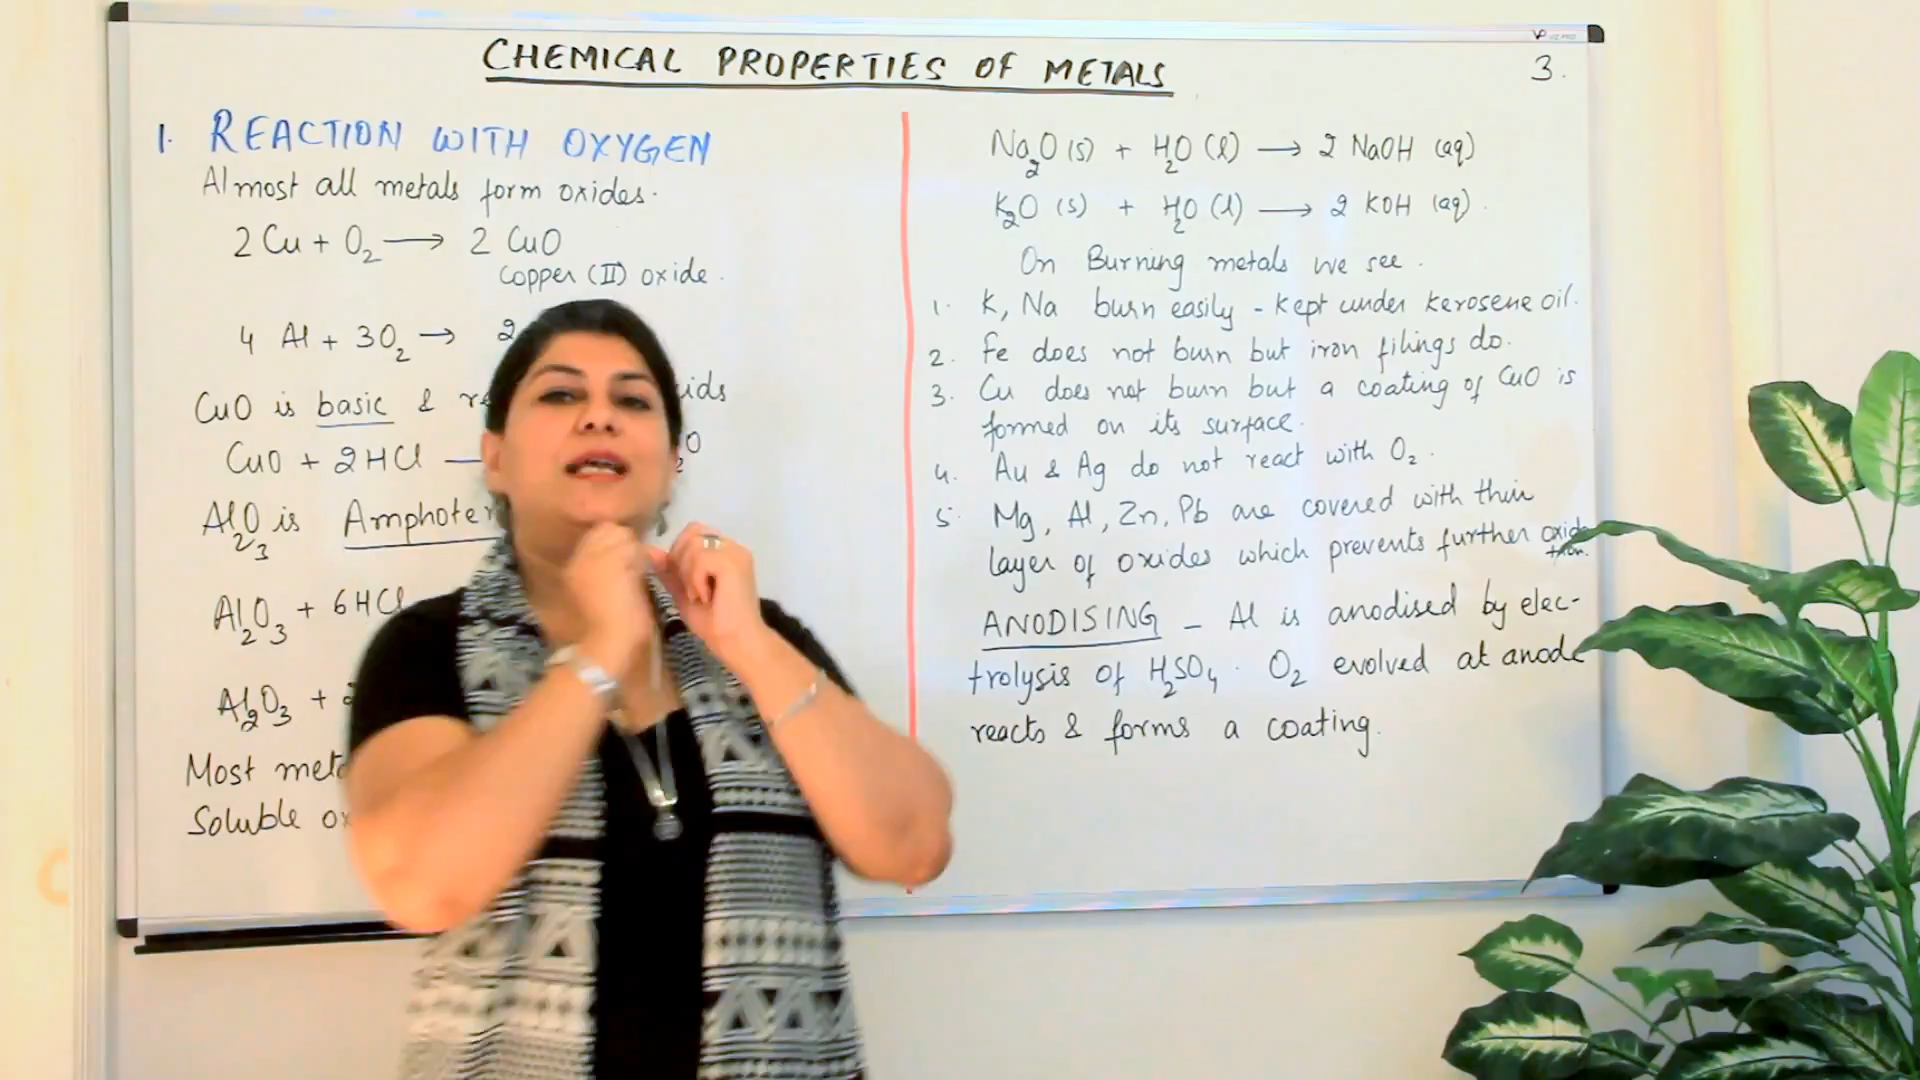 CHEMICAL PROPERTIES OF METALS
3.
1. REACTION WITH OXYGEN
Almost all metals form oxides.
2 Cu + O2 → 2 CuO
Copper (II) oxide.
4 Al + 3O2 → 2
CuO is basic &
CuO + 2HCl
Al2O3 is
Al2O3 + 6HCl
Al2O3 +
Most
Soluble
Na2O (s) + H2O (l) → 2 NaOH (aq)
K2O (s) + H2O (l) → 2 KOH (aq).
On Burning metals we see.
1. K, Na burn easily - kept under kerosene oil.
2. Fe does not burn but iron filings do.
3. Cu does not burn but a coating of CuO is
formed on its surface.
4. Au & Ag do not react with O2.
5. Mg, Al, Zn, Pb are covered with thin
layer of oxides which prevents further
ANODISING - Al is anodised by elec-
trolysis of H2SO4. O2 evolved at anode
reacts & forms a coating.